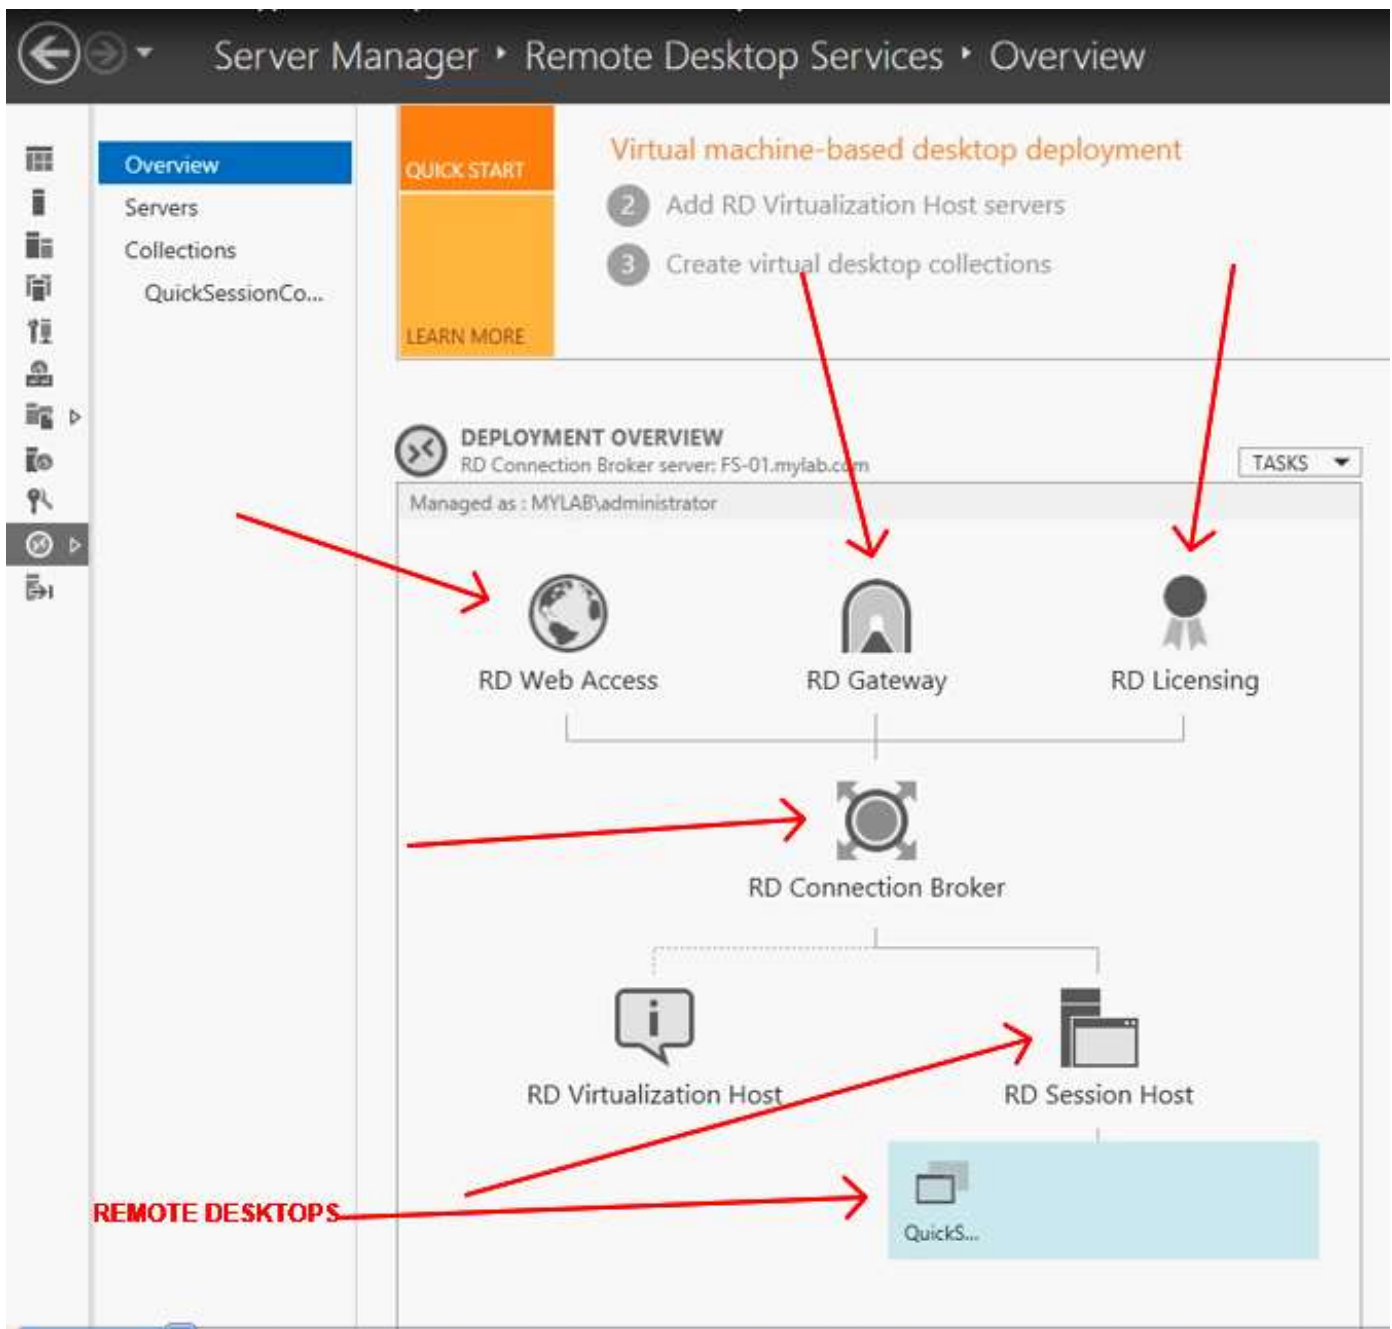 Server Manager ‣ Remote Desktop Services ‣ Overview
Overview
Servers
Collections
QuickSessionCo...
QUICK START
LEARN MORE
Virtual machine-based desktop deployment
2 Add RD Virtualization Host servers
3 Create virtual desktop collections
DEPLOYMENT OVERVIEW
RD Connection Broker server: FS-01.mylab.com
TASKS
Managed as : MYLAB\administrator
RD Web Access
RD Gateway
RD Licensing
RD Connection Broker
RD Virtualization Host
RD Session Host
REMOTE DESKTOPS
QuickS...